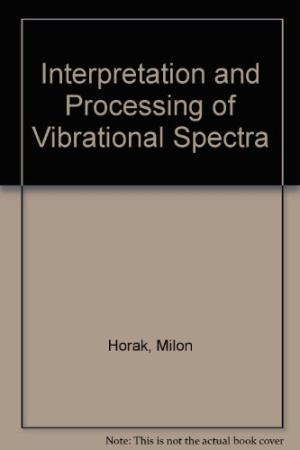 Interpretation and
Processing of
Vibrational Spectra
Horak, Milon
Note: This is not the actual book cover